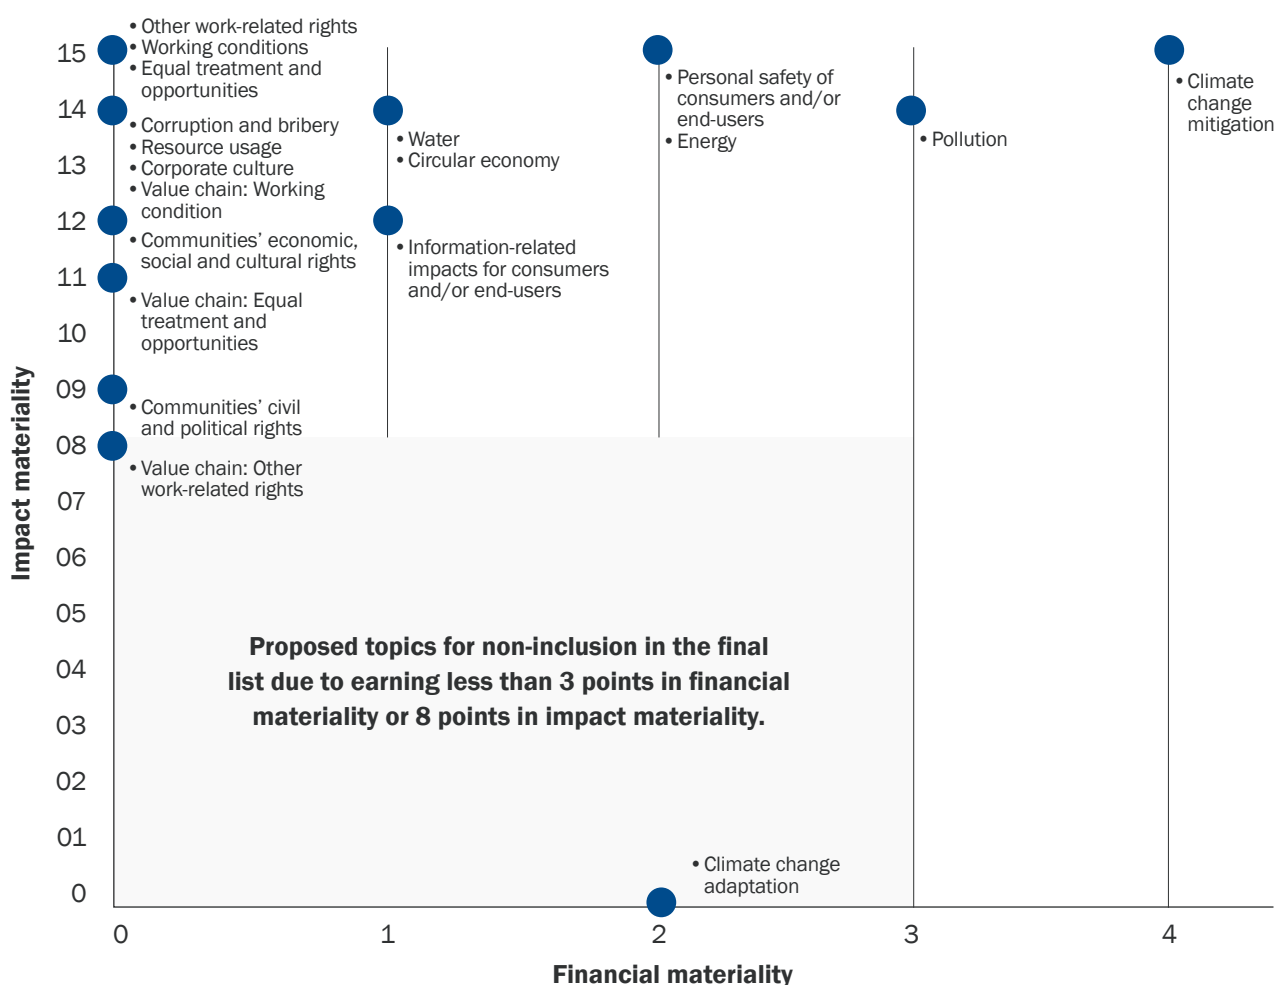 • Other work-related rights
• Working conditions
• Equal treatment and
opportunities
• Corruption and bribery
• Resource usage
• Corporate culture
• Value chain: Working
condition
• Communities’ economic,
social and cultural rights
• Value chain: Equal
treatment and
opportunities
• Communities’ civil
and political rights
• Value chain: Other
work-related rights
• Water
• Circular economy
• Information-related
impacts for consumers
and/or end-users
• Personal safety of
consumers and/or
end-users
• Energy
• Pollution
• Climate
change
mitigation
15
14
13
12
11
10
09
08
07
06
05
04
03
02
01
0
Impact materiality
Proposed topics for non-inclusion in the final
list due to earning less than 3 points in financial
materiality or 8 points in impact materiality.
• Climate change
adaptation
0
1
2
3
4
Financial materiality